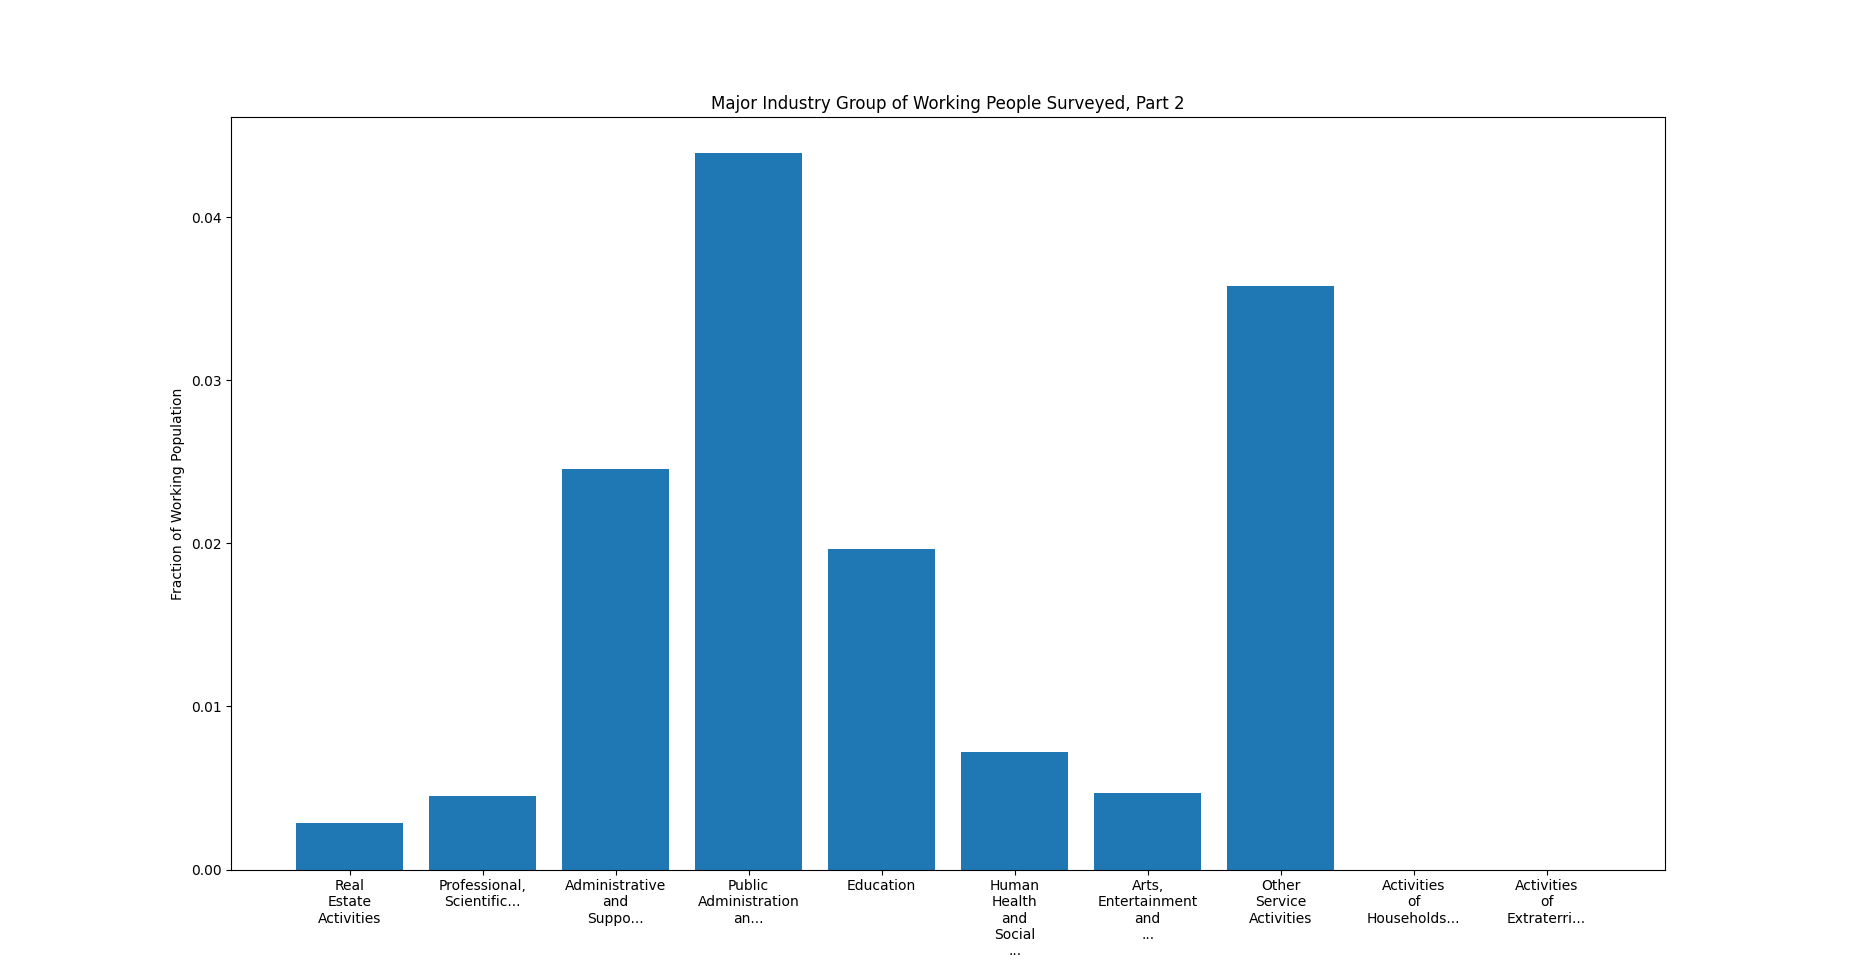 Major Industry Group of Working People Surveyed, Part 2
Fraction of Working Population
0.04
0.03
0.02
0.01
0.00
Real
Estate
Activities
Professional,
Scientific...
Administrative
and
Suppo...
Public
Administration
an...
Education
Human
Health
and
Social
...
Arts,
Entertainment
and
...
Other
Service
Activities
Activities
of
Households...
Activities
of
Extraterri...